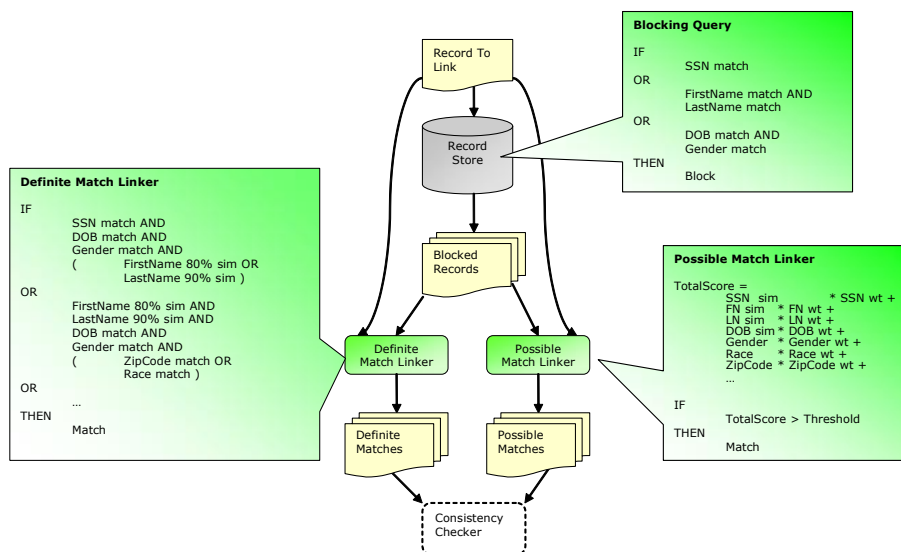 Blocking Query
IF
SSN match
OR
FirstName match AND
LastName match
OR
DOB match AND
Gender match
THEN
Block
Record To
Link
Record
Store
Blocked
Records
Definite Match Linker
IF
SSN match AND
DOB match AND
Gender match AND
( FirstName 80% sim OR
LastName 90% sim )
OR
FirstName 80% sim AND
LastName 90% sim AND
DOB match AND
Gender match AND
( ZipCode match OR
Race match )
OR
...
THEN
Match
Definite
Match Linker
Possible
Match Linker
Possible Match Linker
TotalScore =
SSN sim * SSN wt +
FN sim * FN wt +
LN sim * LN wt +
DOB sim * DOB wt +
Gender * Gender wt +
Race * Race wt +
ZipCode * ZipCode wt +
...
IF
TotalScore > Threshold
THEN
Match
Definite
Matches
Possible
Matches
Consistency
Checker